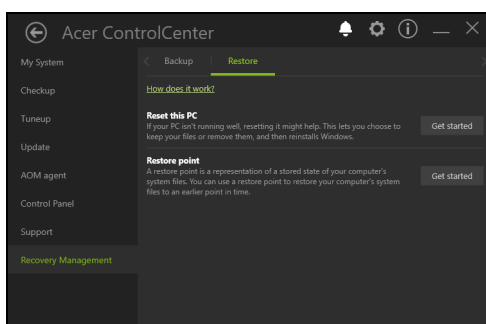 Acer ControlCenter
My System
Checkup
Tuneup
Update
AOM agent
Control Panel
Support
Recovery Management
Backup
Restore
How does it work?
Reset this PC
If your PC isn't running well, resetting it might help. This lets you choose to
keep your files or remove them, and then reinstalls Windows.
Get started
Restore point
A restore point is a representation of a stored state of your computer's
system files. You can use a restore point to restore your computer's system
files to an earlier point in time.
Get started